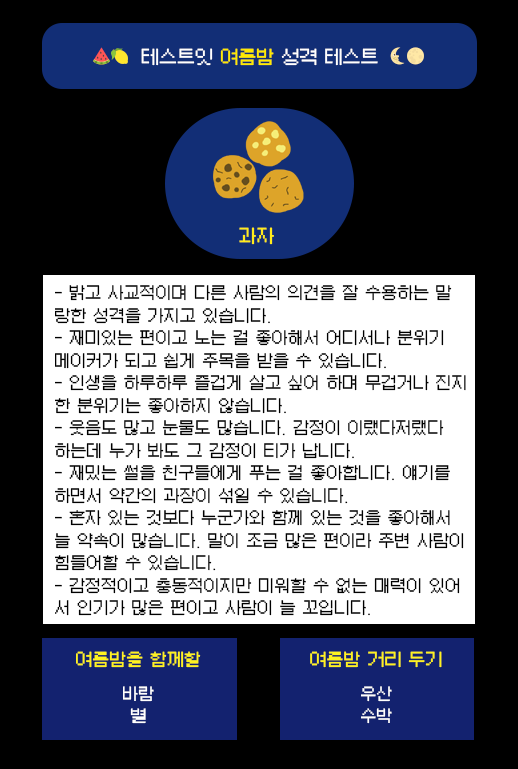 테스트잇 여름밤 성격 테스트
과자
- 밝고 사교적이며 다른 사람의 의견을 잘 수용하는 말
랑한 성격을 가지고 있습니다.
- 재미있는 편이고 노는 걸 좋아해서 어디서나 분위기
메이커가 되고 쉽게 주목을 받을 수 있습니다.
- 인생을 하루하루 즐겁게 살고 싶어 하며 무겁거나 진지
한 분위기는 좋아하지 않습니다.
- 웃음도 많고 눈물도 많습니다. 감정이 이랬다저랬다
하는데 누가 봐도 그 감정이 티가 납니다.
- 재밌는 썰을 친구들에게 푸는 걸 좋아합니다. 얘기를
하면서 약간의 과장이 섞일 수 있습니다.
- 혼자 있는 것보다 누군가와 함께 있는 것을 좋아해서
늘 약속이 많습니다. 말이 조금 많은 편이라 주변 사람이
힘들어할 수 있습니다.
- 감정적이고 충동적이지만 미워할 수 없는 매력이 있어
서 인기가 많은 편이고 사람이 늘 꼬입니다.
여름밤을 함께할
바람
별
여름밤 거리 두기
우산
수박